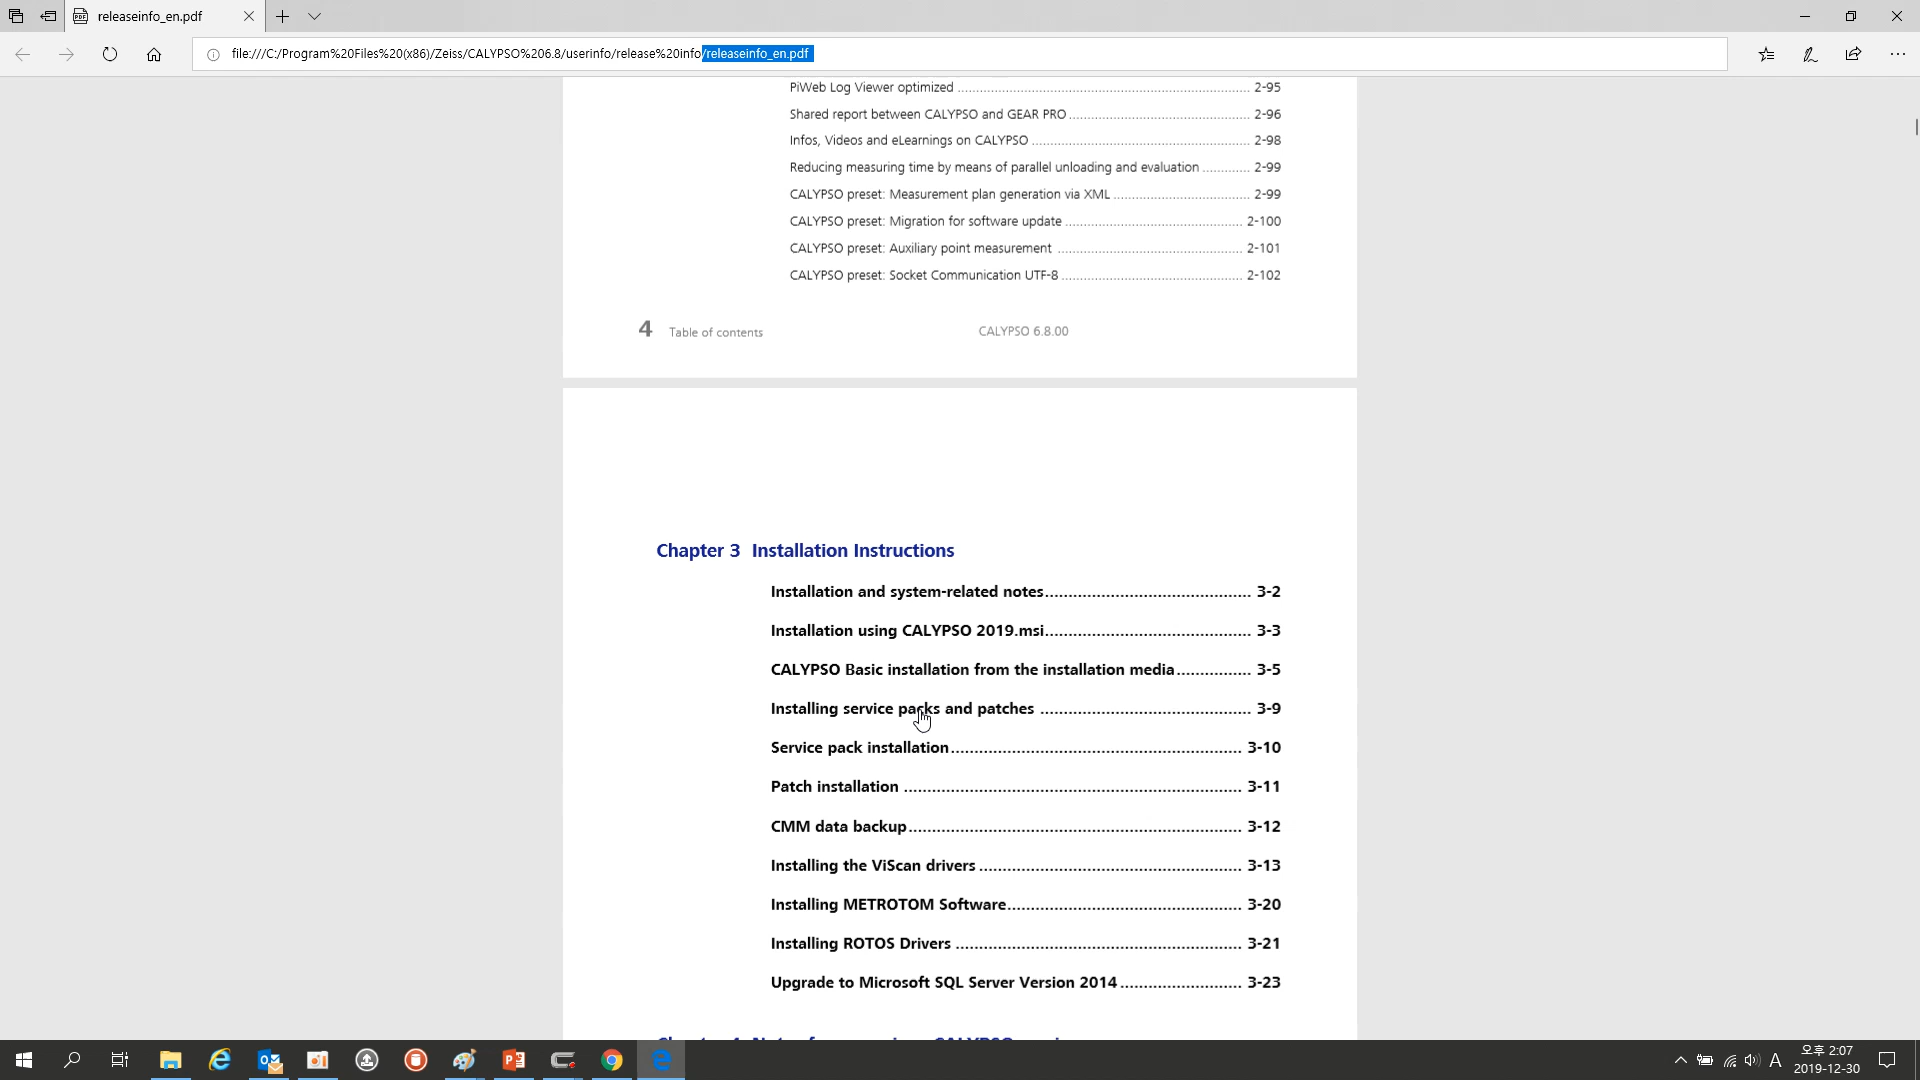 releaseinfo_en.pdf
file:///C:/Program%20Files%20(x86)/Zeiss/CALYPSO%206.8/userinfo/release%20info/releaseinfo_en.pdf
PiWeb Log Viewer optimized ........................................ 2-95
Shared report between CALYPSO and GEAR PRO ........................................ 2-96
Infos, Videos and eLearnings on CALYPSO ........................................ 2-98
Reducing measuring time by means of parallel unloading and evaluation ............. 2-99
CALYPSO preset: Measurement plan generation via XML ........................................ 2-99
CALYPSO preset: Migration for software update ........................................ 2-100
CALYPSO preset: Auxiliary point measurement ........................................ 2-101
CALYPSO preset: Socket Communication UTF-8 ........................................ 2-102
4 Table of contents CALYPSO 6.8.00
Chapter 3 Installation Instructions
Installation and system-related notes ........................................ 3-2
Installation using CALYPSO 2019.msi ........................................ 3-3
CALYPSO Basic installation from the installation media ................ 3-5
Installing service packs and patches ........................................ 3-9
Service pack installation ........................................ 3-10
Patch installation ........................................ 3-11
CMM data backup ........................................ 3-12
Installing the ViScan drivers ........................................ 3-13
Installing METROTOM Software ........................................ 3-20
Installing ROTOS Drivers ........................................ 3-21
Upgrade to Microsoft SQL Server Version 2014 .......................... 3-23
A
오후 2:07
2019-12-30